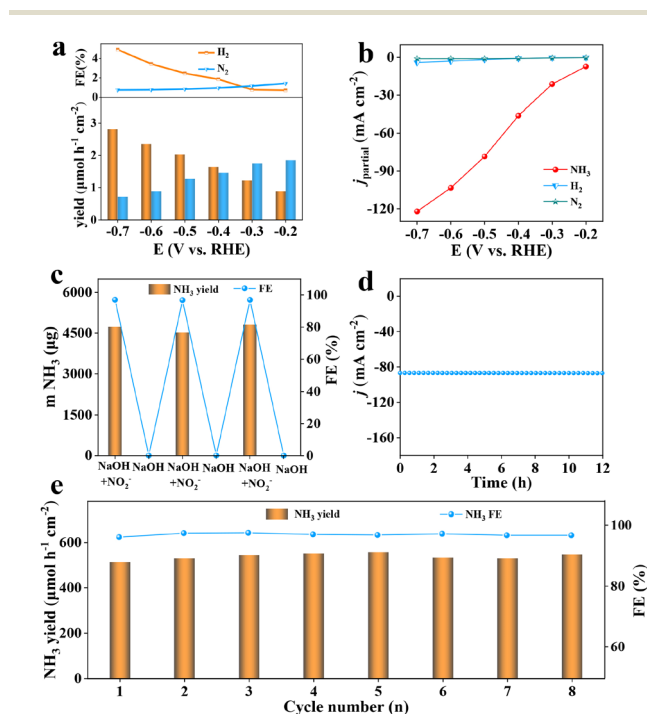 a
H2
N2
FE(%)
4
2
0
yield (μmol h-1 cm-2)
3
2
1
0
-0.7 -0.6 -0.5 -0.4 -0.3 -0.2
E (V vs. RHE)
b
jpartial (mA cm-2)
0
-30
-60
-90
-120
NH3
H2
N2
-0.7 -0.6 -0.5 -0.4 -0.3 -0.2
E (V vs. RHE)
c
NH3 yield FE
m NH3 (μg)
6000
4500
3000
1500
0
FE (%)
100
80
60
40
20
0
NaOH NaOH NaOH NaOH NaOH NaOH
+NO2- +NO2- +NO2-
d
j (mA cm-2)
0
-40
-80
-120
-160
0 2 4 6 8 10 12
Time (h)
e
NH3 yield NH3 FE
NH3 yield (μmol h-1 cm-2)
600
400
200
0
FE (%)
100
80
60
1 2 3 4 5 6 7 8
Cycle number (n)